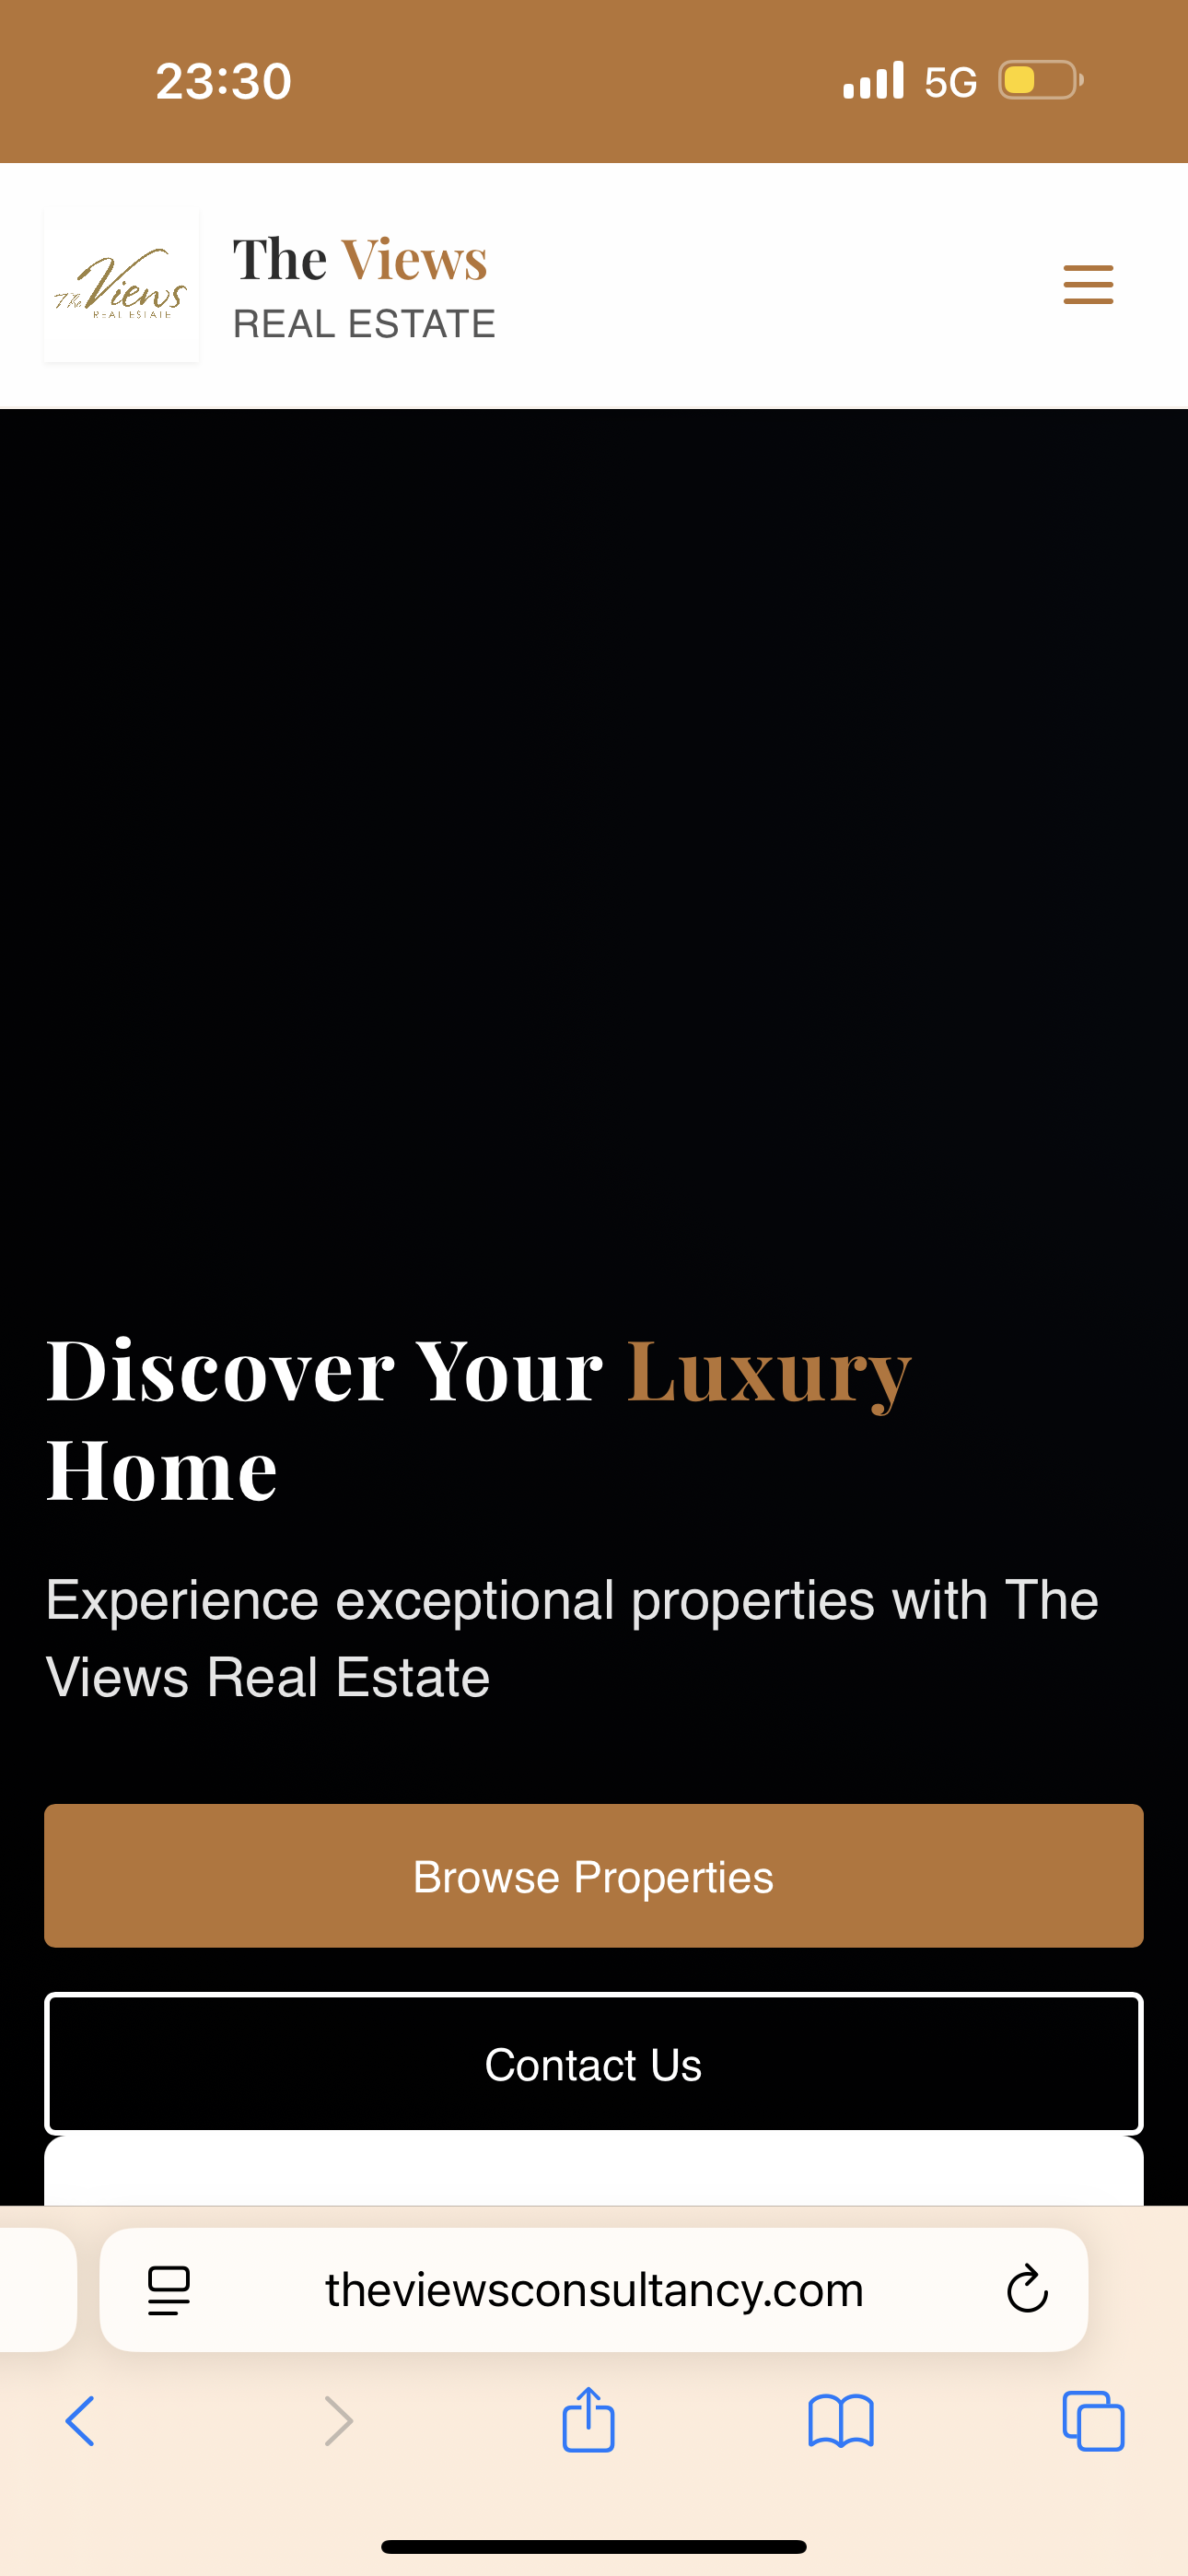 23:30 5G
The Views
REAL ESTATE
The Views
REAL ESTATE
Discover Your Luxury
Home
Experience exceptional properties with The
Views Real Estate
Browse Properties
Contact Us
theviewsconsultancy.com